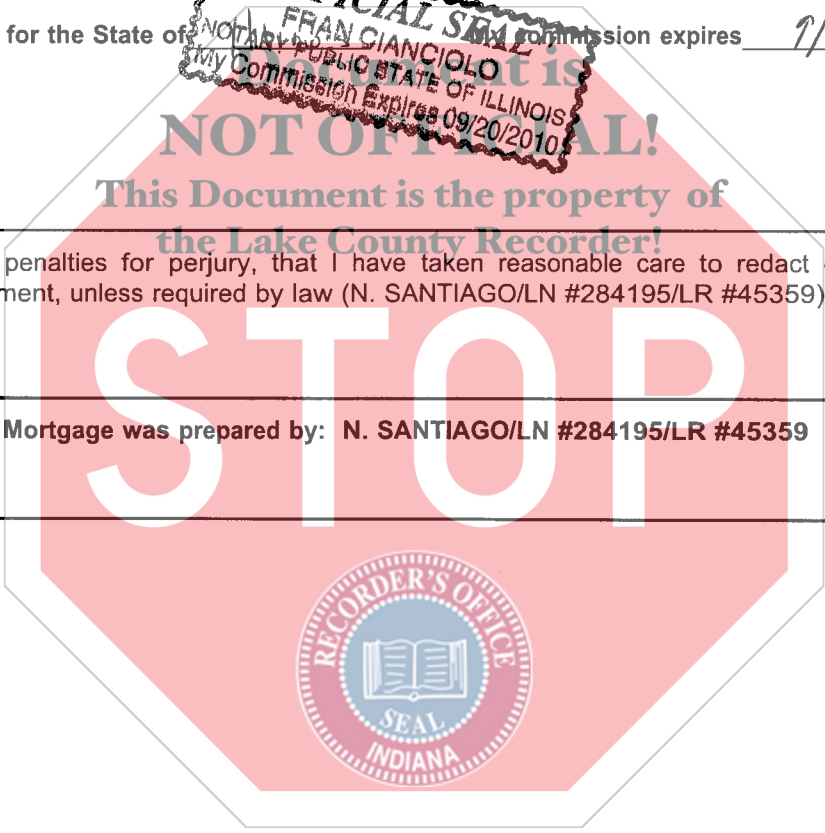 for the State of My commission expires 9/
OFFICIAL SEAL
FRAN CIANCIOLO
NOTARY PUBLIC STATE OF ILLINOIS
My Commission Expires 09/20/2010
Document is
NOT OFFICIAL!
This Document is the property of
the Lake County Recorder!
penalties for perjury, that I have taken reasonable care to redact
ment, unless required by law (N. SANTIAGO/LN #284195/LR #45359)
STOP
Mortgage was prepared by: N. SANTIAGO/LN #284195/LR #45359
RECORDER'S OFFICE
SEAL
INDIANA